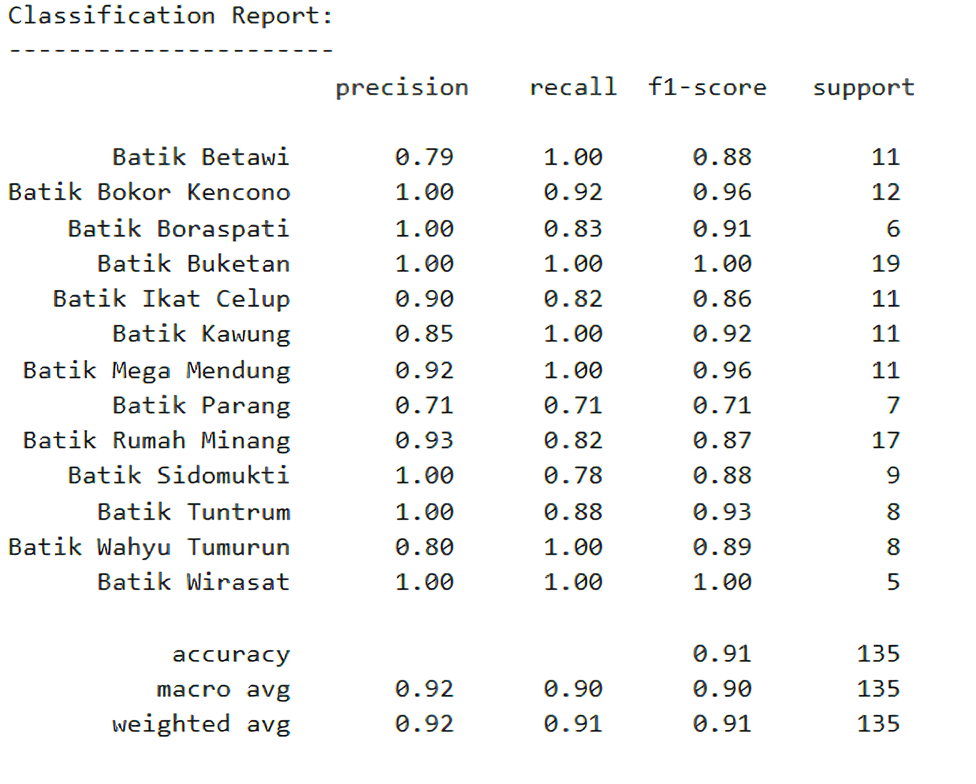 Classification Report:
----------------------
precision recall f1-score support
Batik Betawi 0.79 1.00 0.88 11
Batik Bokor Kencono 1.00 0.92 0.96 12
Batik Boraspati 1.00 0.83 0.91 6
Batik Buketan 1.00 1.00 1.00 19
Batik Ikat Celup 0.90 0.82 0.86 11
Batik Kawung 0.85 1.00 0.92 11
Batik Mega Mendung 0.92 1.00 0.96 11
Batik Parang 0.71 0.71 0.71 7
Batik Rumah Minang 0.93 0.82 0.87 17
Batik Sidomukti 1.00 0.78 0.88 9
Batik Tuntrum 1.00 0.88 0.93 8
Batik Wahyu Tumurun 0.80 1.00 0.89 8
Batik Wirasat 1.00 1.00 1.00 5
accuracy 0.91 135
macro avg 0.92 0.90 0.90 135
weighted avg 0.92 0.91 0.91 135